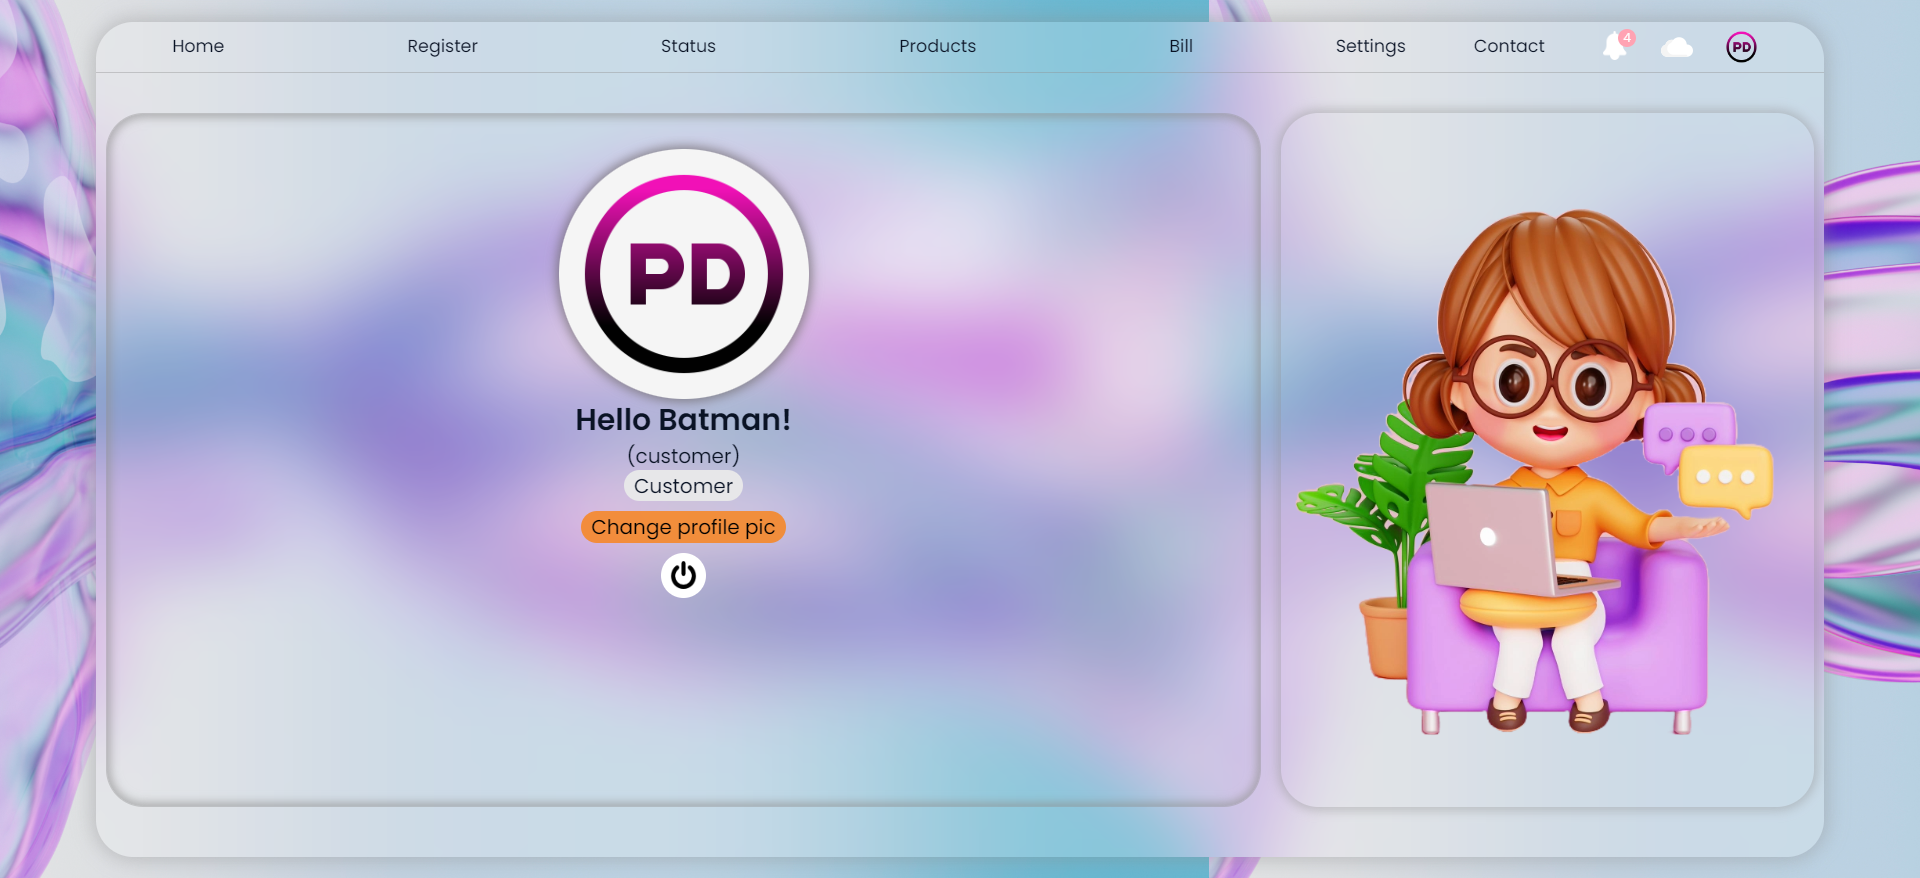 Home
Register
Status
Products
Bill
Settings
Contact
4
PD
PD
Hello Batman!
(customer)
Customer
Change profile pic